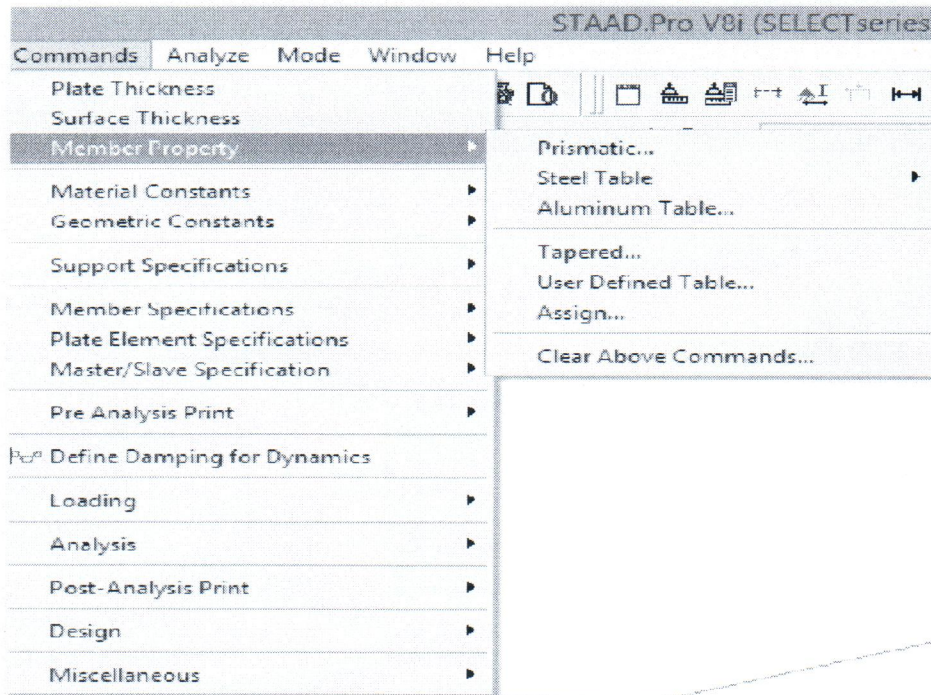 STAAD.Pro V8i (SELECTseries
Commands Analyze Mode Window Help
Plate Thickness
Surface Thickness
Member Property
Material Constants
Geometric Constants
Support Specifications
Member Specifications
Plate Element Specifications
Master/Slave Specification
Pre Analysis Print
Define Damping for Dynamics
Loading
Analysis
Post-Analysis Print
Design
Miscellaneous
Prismatic...
Steel Table
Aluminum Table...
Tapered...
User Defined Table...
Assign...
Clear Above Commands...